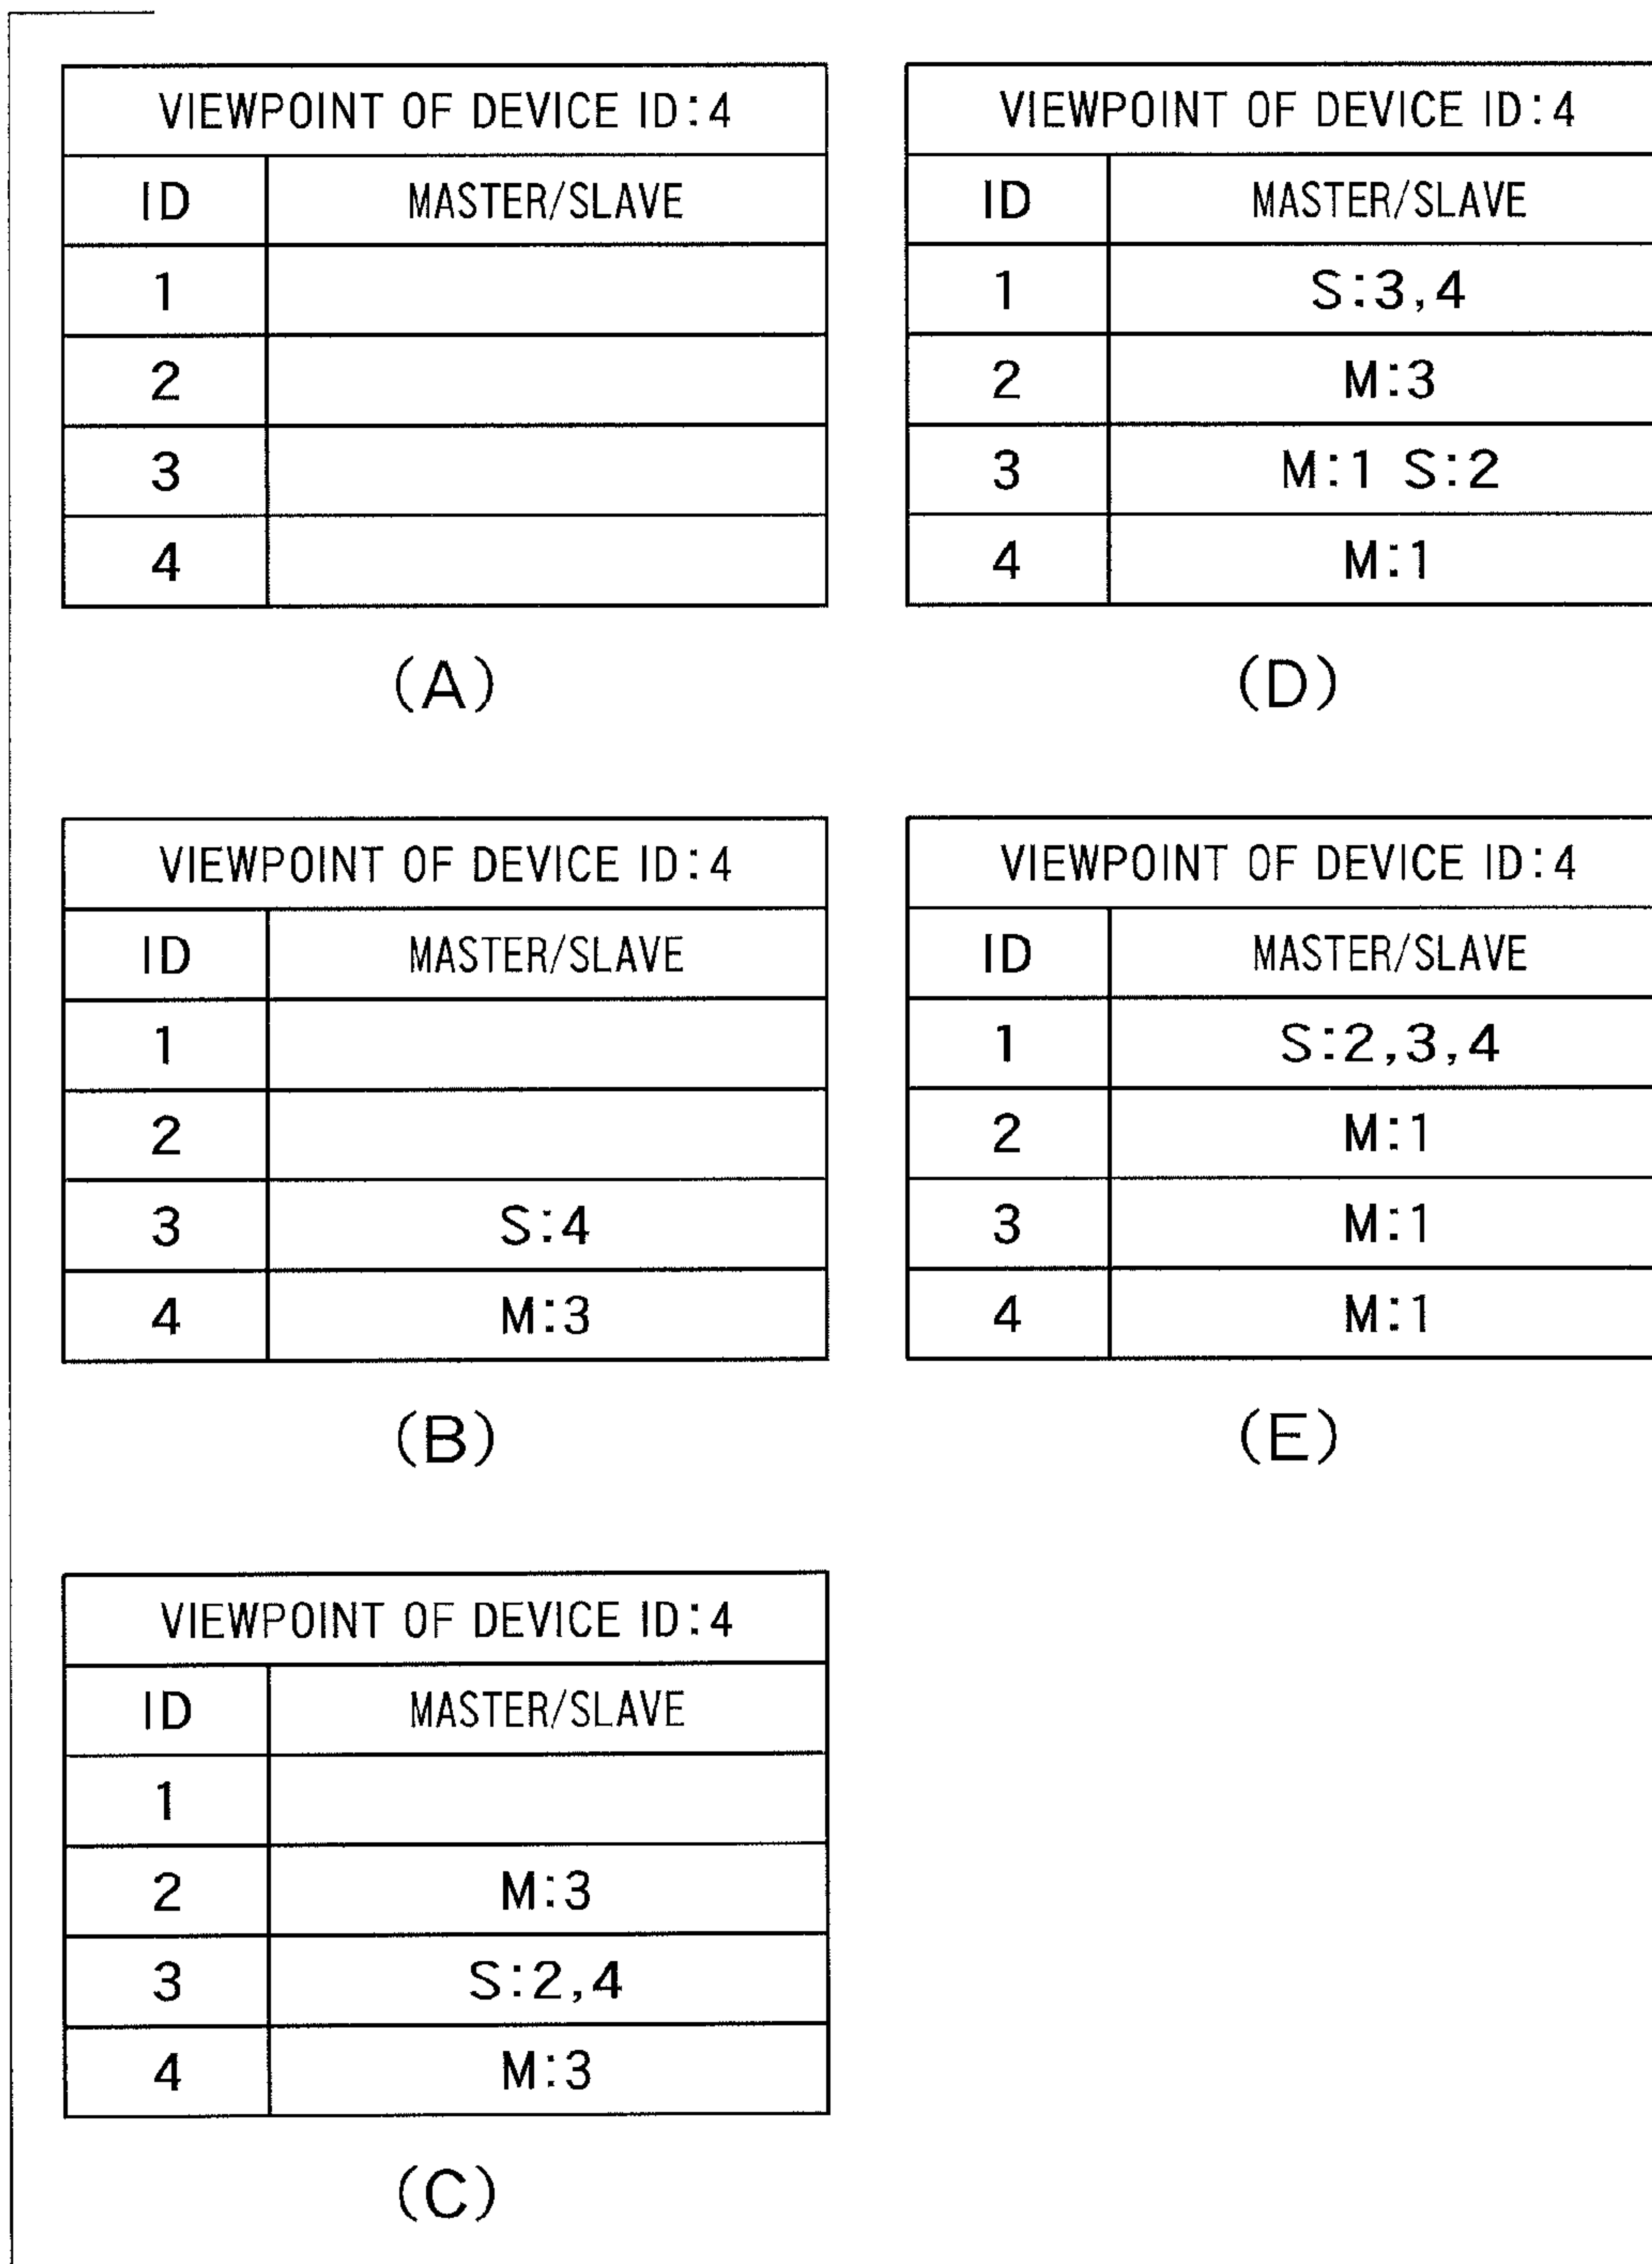 VIEWPOINT OF DEVICE ID:4
ID MASTER/SLAVE
1
2
3
4
(A)
VIEWPOINT OF DEVICE ID:4
ID MASTER/SLAVE
1
2
3 S:4
4 M:3
(B)
VIEWPOINT OF DEVICE ID:4
ID MASTER/SLAVE
1
2 M:3
3 S:2,4
4 M:3
(C)
VIEWPOINT OF DEVICE ID:4
ID MASTER/SLAVE
1 S:3,4
2 M:3
3 M:1 S:2
4 M:1
(D)
VIEWPOINT OF DEVICE ID:4
ID MASTER/SLAVE
1 S:2,3,4
2 M:1
3 M:1
4 M:1
(E)